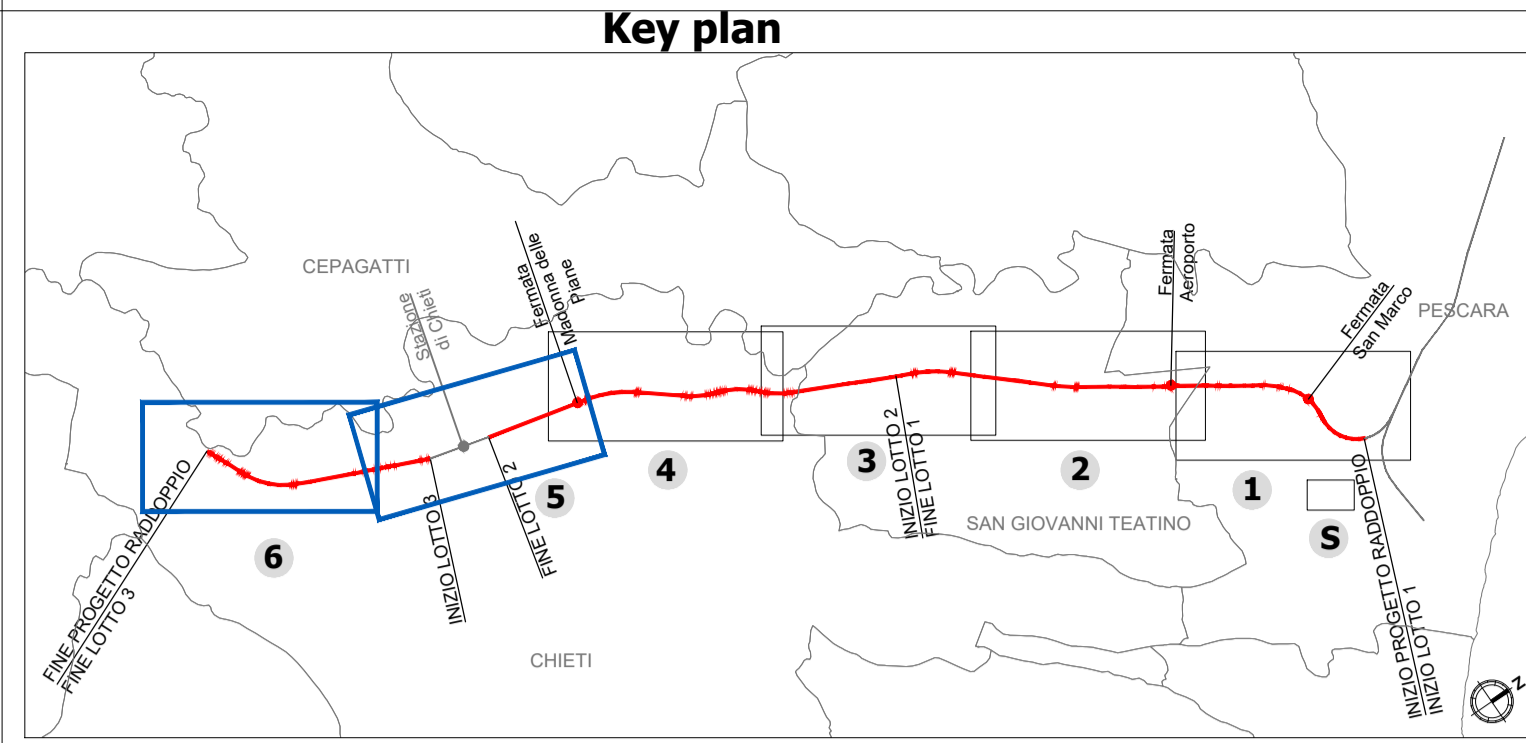 Key plan
CEPAGATTI
Stazione
di Chieti
Fermata
Madonna delle
Piane
Fermata
Aeroporto
Fermata
San Marco
PESCARA
4
3
2
1
S
5
6
INIZIO LOTTO 2
FINE LOTTO 1
SAN GIOVANNI TEATINO
FINE LOTTO 2
INIZIO LOTTO 3
FINE PROGETTO RADDOPPIO
FINE LOTTO 3
CHIETI
INIZIO PROGETTO RADDOPPIO
INIZIO LOTTO 1
N